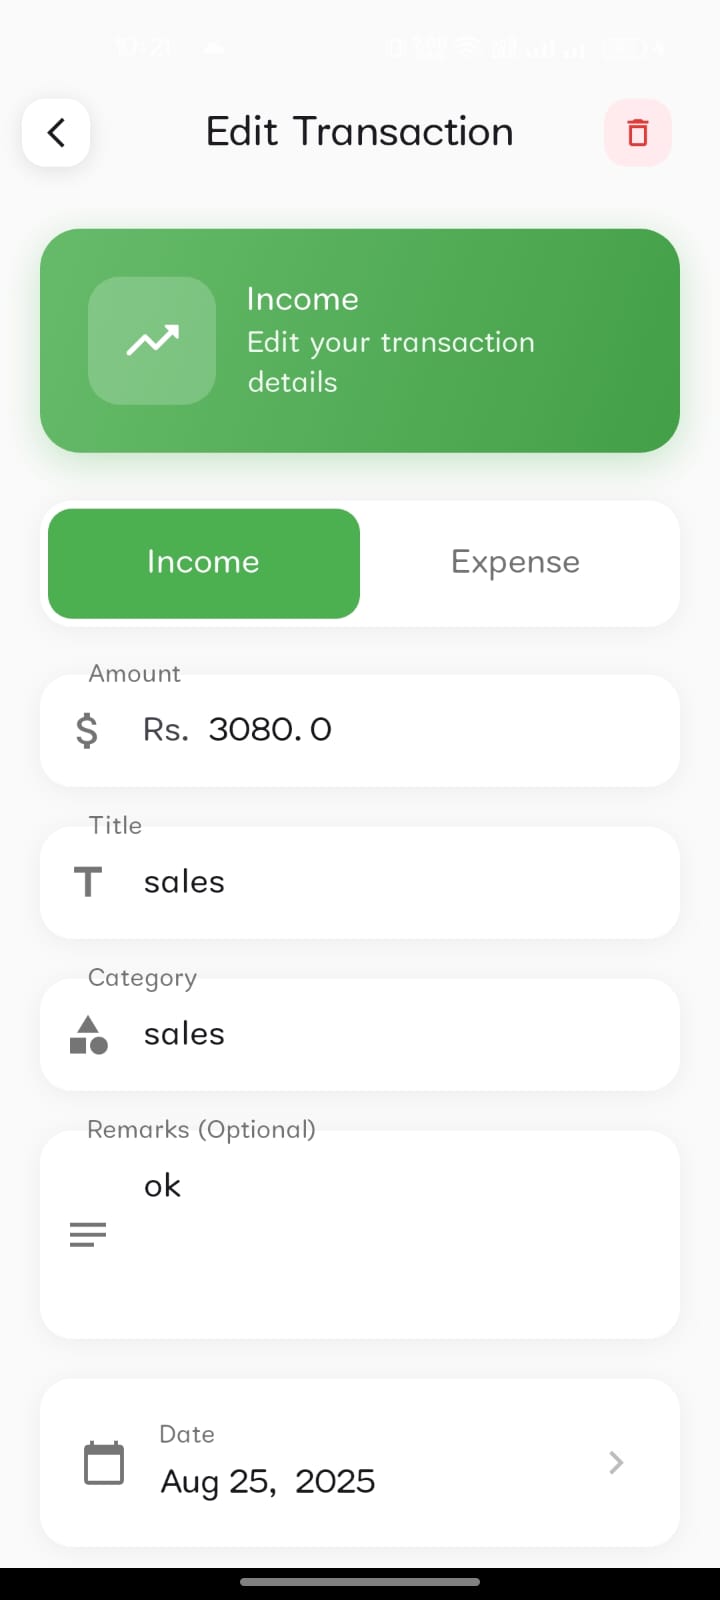 Edit Transaction
Income
Edit your transaction
details
Income
Expense
Amount
$
Rs. 3080.0
Title
T
sales
Category
sales
Remarks (Optional)
ok
Date
Aug 25, 2025